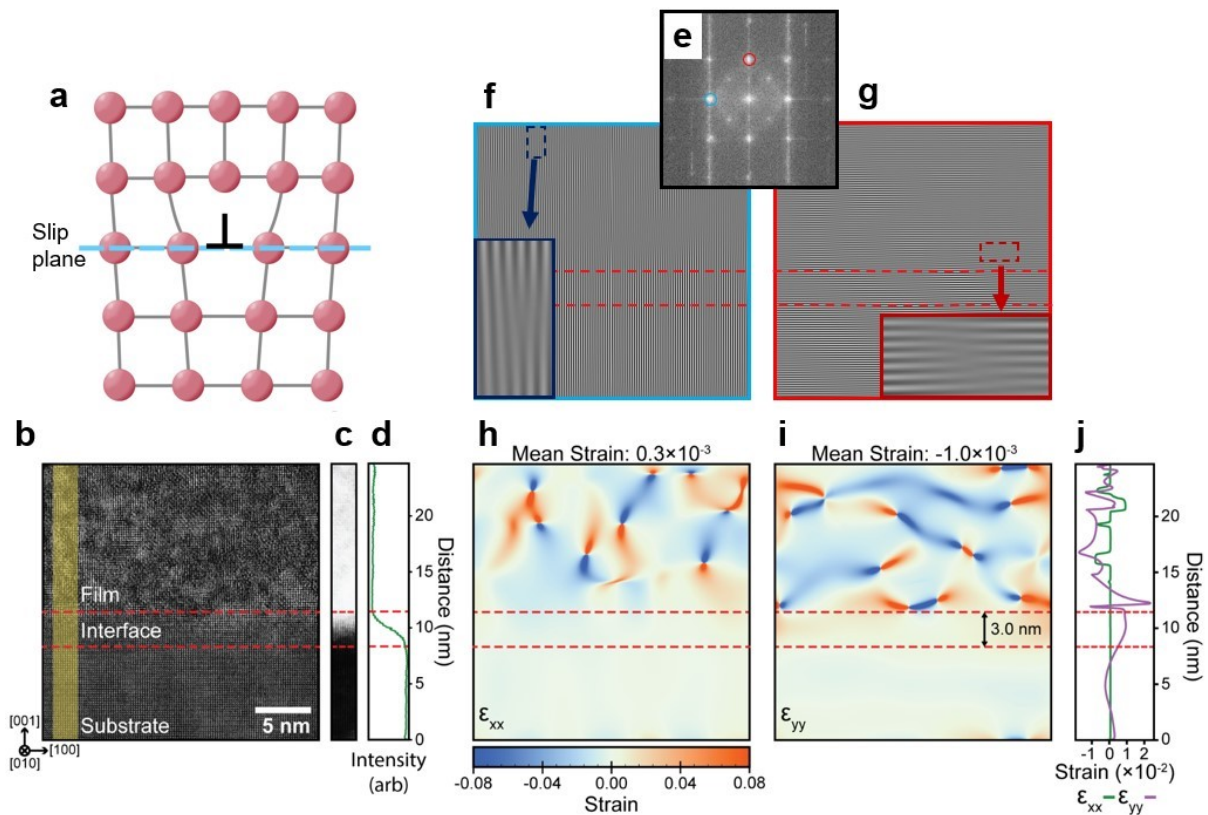 a
Slip
plane
e
f
g
b
c
d
h
i
j
Mean Strain: 0.3×10⁻³
Mean Strain: -1.0×10⁻³
Film
Interface
Substrate
5 nm
[001]
[100]
[010]
20
15
10
5
0
Distance (nm)
Intensity
(arb)
εxx
εyy
3.0 nm
-0.08 -0.04 0.00 0.04 0.08
Strain
20
15
10
5
0
Distance (nm)
-1 0 1 2
Strain (×10⁻²)
εxx εyy